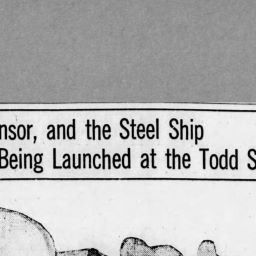 nsor, and the Steel Ship
Being Launched at the Todd S